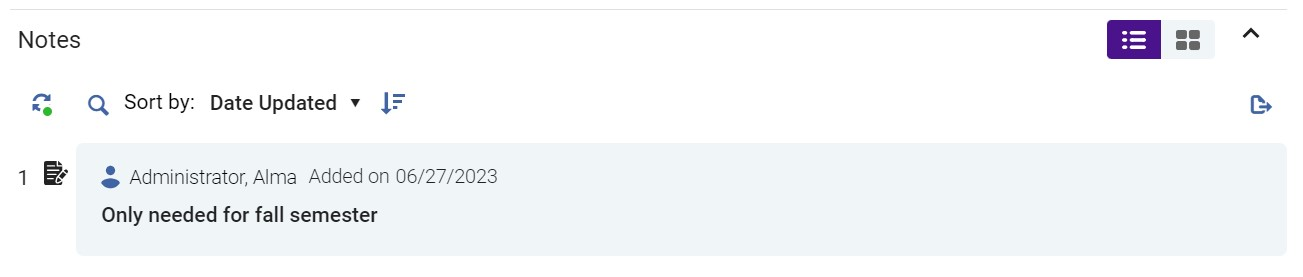 Notes
Sort by: Date Updated
1 Administrator, Alma Added on 06/27/2023
Only needed for fall semester